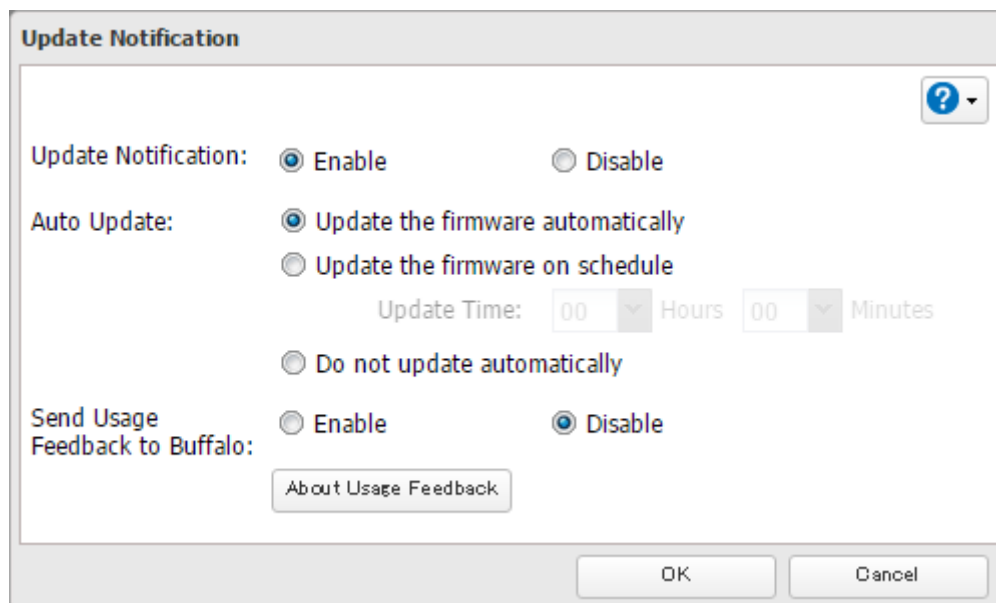 Update Notification
Update Notification: Enable Disable
Auto Update: Update the firmware automatically
Update the firmware on schedule
Update Time: 00 Hours 00 Minutes
Do not update automatically
Send Usage
Feedback to Buffalo: Enable Disable
About Usage Feedback
OK Cancel